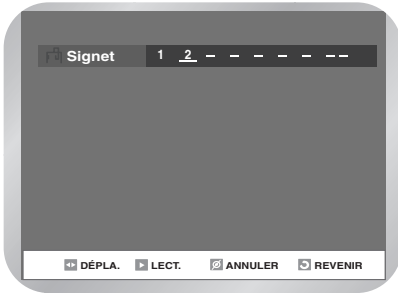 Signet 1 2 – – – – – – – –
DÉPLA. LECT. ANNULER REVENIR